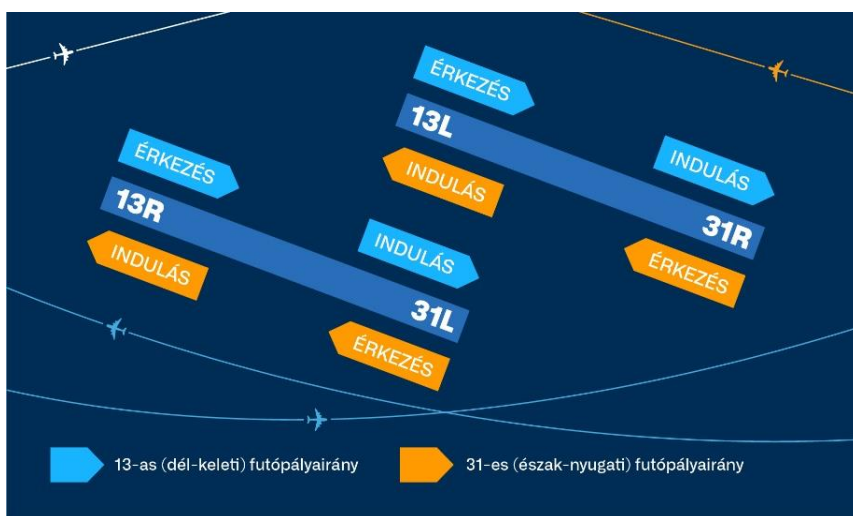 ÉRKEZÉS
13L
INDULÁS
INDULÁS
31R
ÉRKEZÉS
ÉRKEZÉS
13R
INDULÁS
INDULÁS
31L
ÉRKEZÉS
13-as (dél-keleti) futópályairány
31-es (észak-nyugati) futópályairány